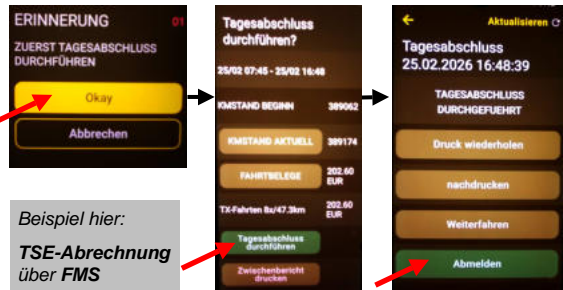 ERINNERUNG 01
ZUERST TAGESABSCHLUSS
DURCHFÜHREN
Okay
Abbrechen
Beispiel hier:
TSE-Abrechnung
über FMS
Tagesabschluss
durchführen?
25/02 07:45 - 25/02 16:48
KMSTAND BEGINN 389062
KMSTAND AKTUELL 389174
FAHRTBELEGE 202.60
EUR
TX-Fahrten 8x/47.3km 202.60
EUR
Tagesabschluss
durchführen
Zwischenbericht
drucken
Aktualisieren
Tagesabschluss
25.02.2026 16:48:39
TAGESABSCHLUSS
DURCHGEFUEHRT
Druck wiederholen
nachdrucken
Weiterfahren
Abmelden